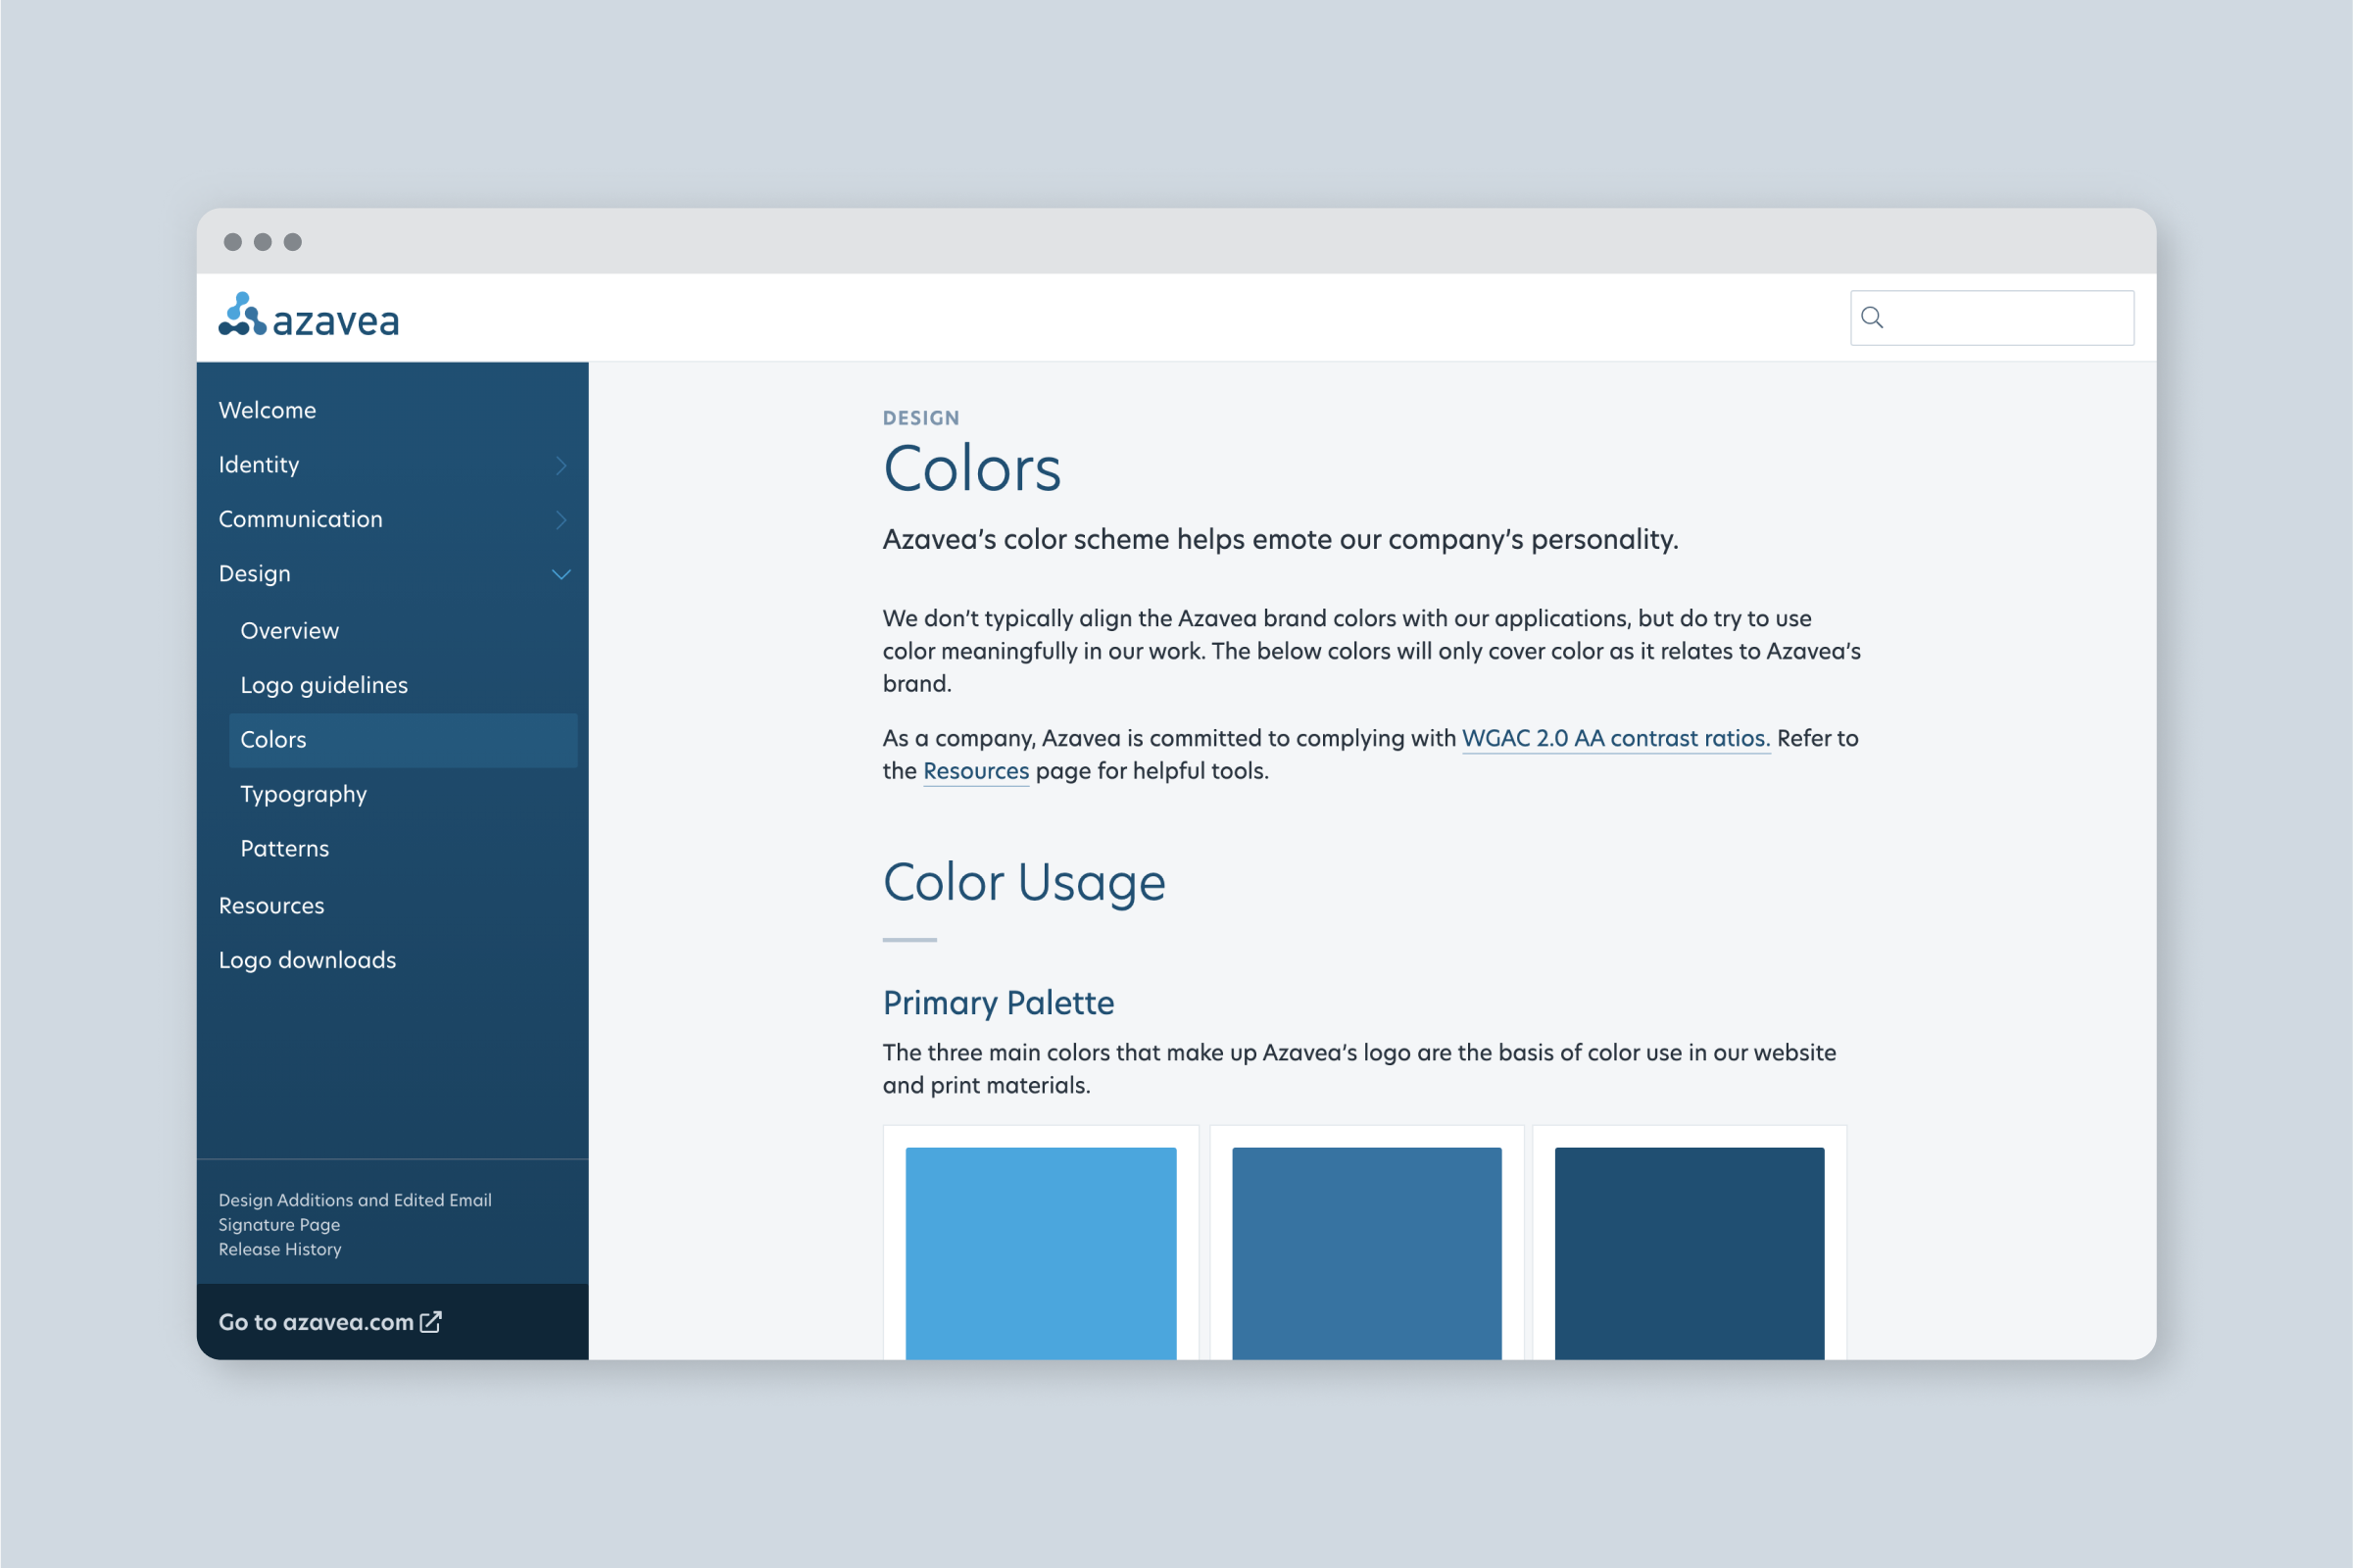 azavea
Welcome
Identity
Communication
Design
Overview
Logo guidelines
Colors
Typography
Patterns
Resources
Logo downloads
Design Additions and Edited Email
Signature Page
Release History
Go to azavea.com
DESIGN
Colors
Azavea’s color scheme helps emote our company’s personality.
We don’t typically align the Azavea brand colors with our applications, but do try to use
color meaningfully in our work. The below colors will only cover color as it relates to Azavea’s
brand.
As a company, Azavea is committed to complying with WGAC 2.0 AA contrast ratios. Refer to
the Resources page for helpful tools.
Color Usage
Primary Palette
The three main colors that make up Azavea’s logo are the basis of color use in our website
and print materials.